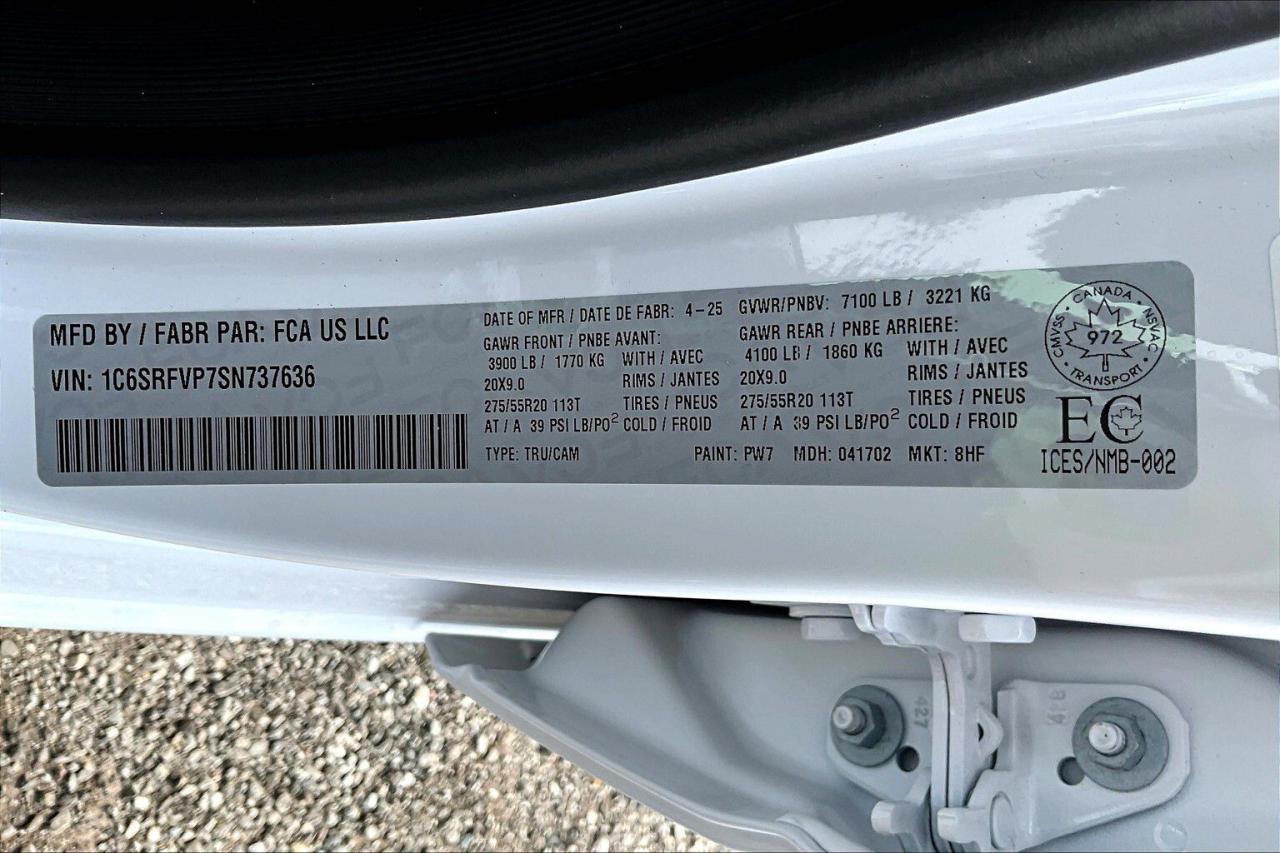 MFD BY / FABR PAR: FCA US LLC
VIN: 1C6SRFVP7SN737636
DATE OF MFR / DATE DE FABR: 4-25
GVWR/PNBV: 7100 LB / 3221 KG
GAWR FRONT / PNBE AVANT:
3900 LB / 1770 KG WITH / AVEC
20X9.0 RIMS / JANTES
275/55R20 113T TIRES / PNEUS
AT / A 39 PSI LB/PO² COLD / FROID
GAWR REAR / PNBE ARRIERE:
4100 LB / 1860 KG WITH / AVEC
20X9.0 RIMS / JANTES
275/55R20 113T TIRES / PNEUS
AT / A 39 PSI LB/PO² COLD / FROID
TYPE: TRU/CAM PAINT: PW7 MDH: 041702 MKT: 8HF
CANADA
CMVSS NSVAC
972
TRANSPORT
EC
ICES/NMB-002
427